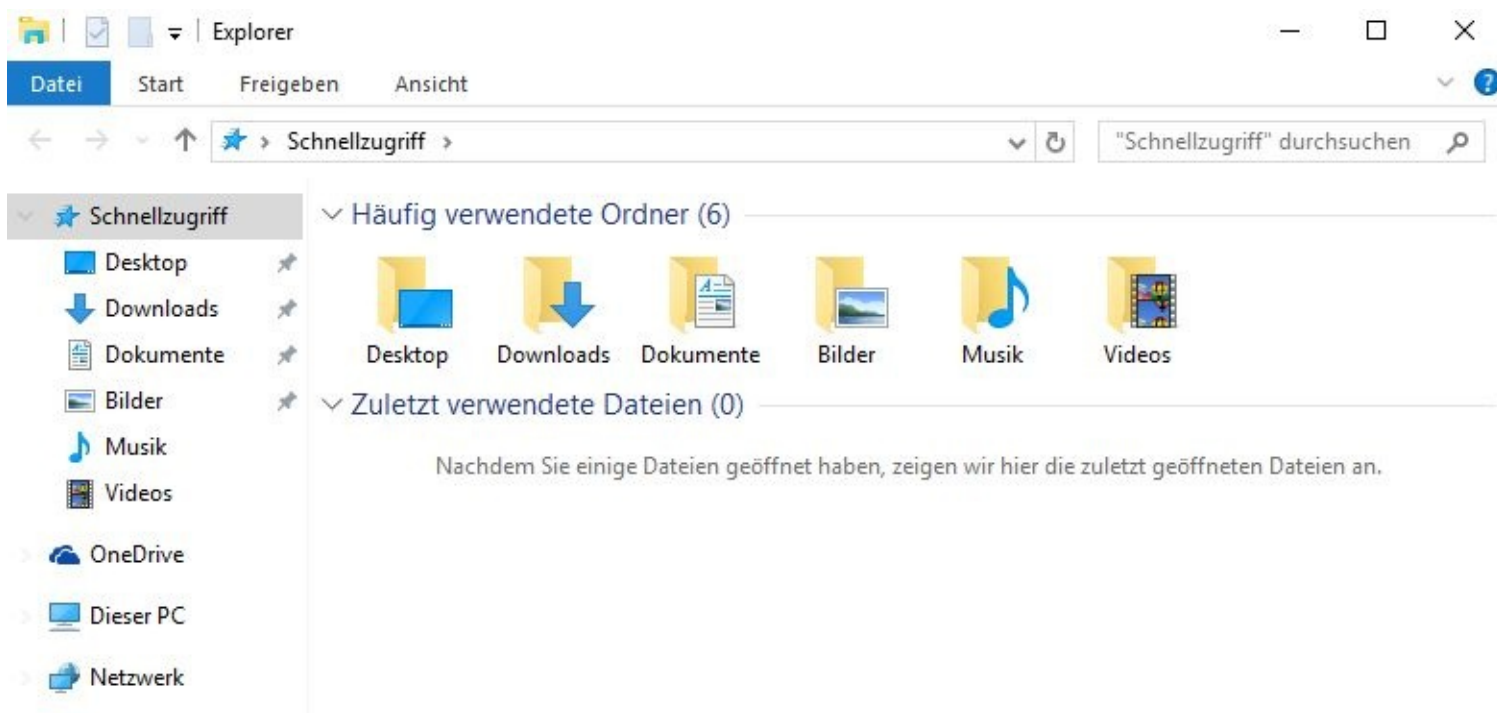 Explorer
Datei Start Freigeben Ansicht
Schnellzugriff
"Schnellzugriff" durchsuchen
Schnellzugriff
Desktop
Downloads
Dokumente
Bilder
Musik
Videos
OneDrive
Dieser PC
Netzwerk
Häufig verwendete Ordner (6)
Desktop Downloads Dokumente Bilder Musik Videos
Zuletzt verwendete Dateien (0)
Nachdem Sie einige Dateien geöffnet haben, zeigen wir hier die zuletzt geöffneten Dateien an.